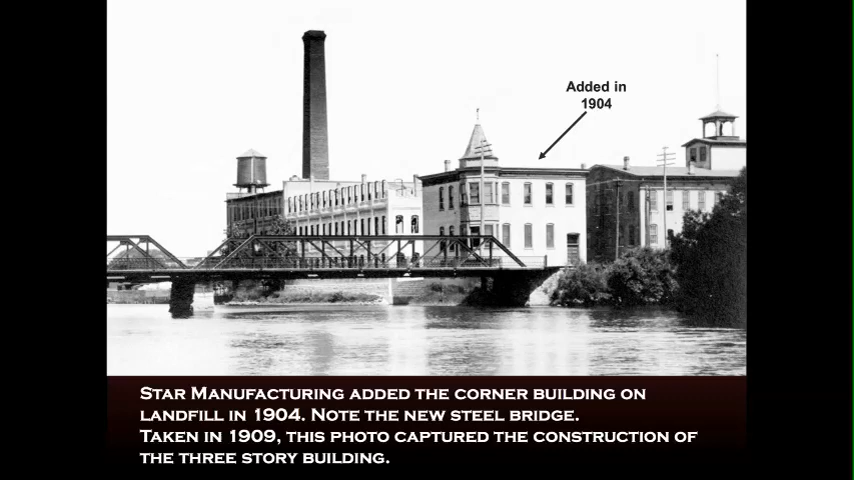 Added in
1904
Star Manufacturing added the corner building on
landfill in 1904. Note the new steel bridge.
Taken in 1909, this photo captured the construction of
the three story building.